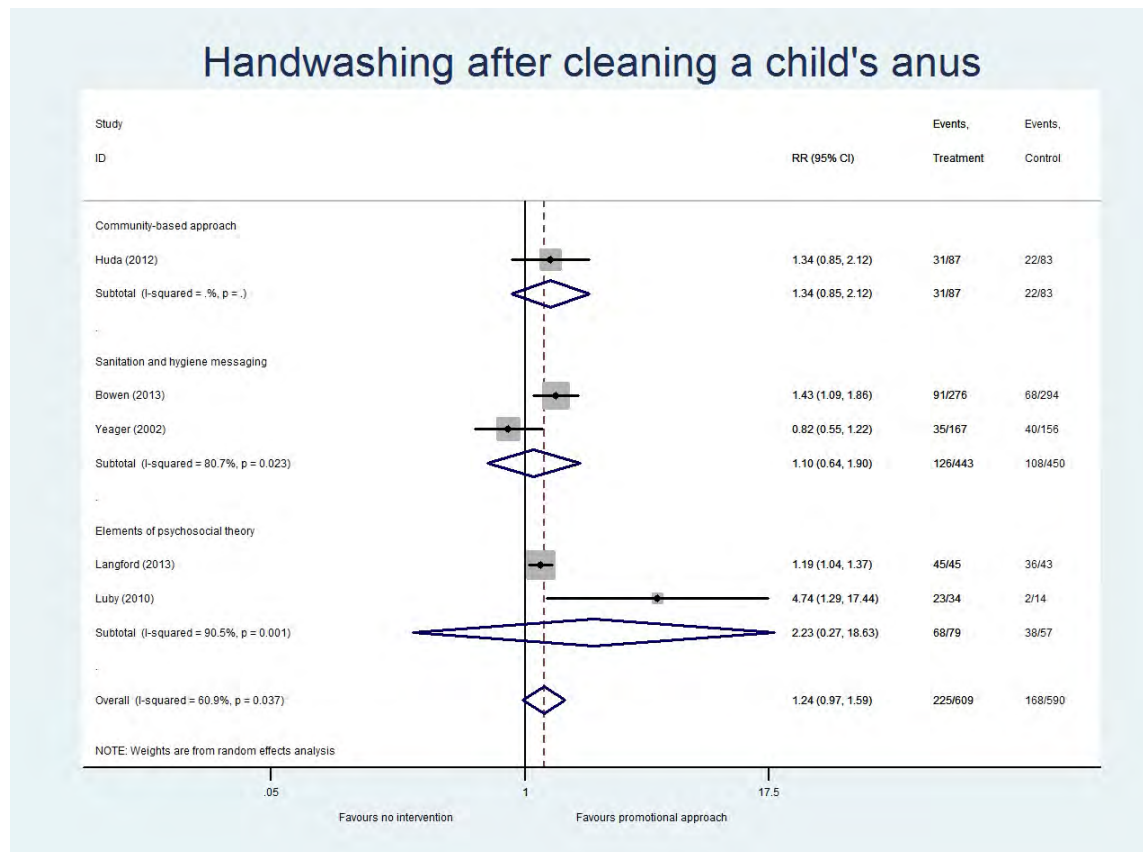 Handwashing after cleaning a child's anus
Study Events, Events,
ID RR (95% CI) Treatment Control
Community-based approach
Huda (2012) 1.34 (0.85, 2.12) 31/87 22/83
Subtotal (I-squared = .%, p = .) 1.34 (0.85, 2.12) 31/87 22/83
.
Sanitation and hygiene messaging
Bowen (2013) 1.43 (1.09, 1.86) 91/276 68/294
Yeager (2002) 0.82 (0.55, 1.22) 35/167 40/156
Subtotal (I-squared = 80.7%, p = 0.023) 1.10 (0.64, 1.90) 126/443 108/450
.
Elements of psychosocial theory
Langford (2013) 1.19 (1.04, 1.37) 45/45 36/43
Luby (2010) 4.74 (1.29, 17.44) 23/34 2/14
Subtotal (I-squared = 90.5%, p = 0.001) 2.23 (0.27, 18.63) 68/79 38/57
.
Overall (I-squared = 60.9%, p = 0.037) 1.24 (0.97, 1.59) 225/609 168/590
NOTE: Weights are from random effects analysis
.05 1 17.5
Favours no intervention Favours promotional approach